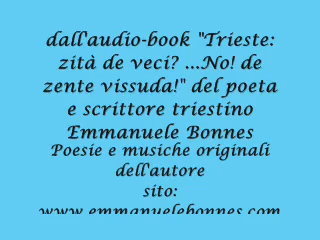 dall'audio-book "Trieste:
zità de veci? ...No! de
zente vissuda!" del poeta
e scrittore triestino
Emmanuele Bonnes
Poesie e musiche originali
dell'autore
sito:
www.emmanuelebonnes.com